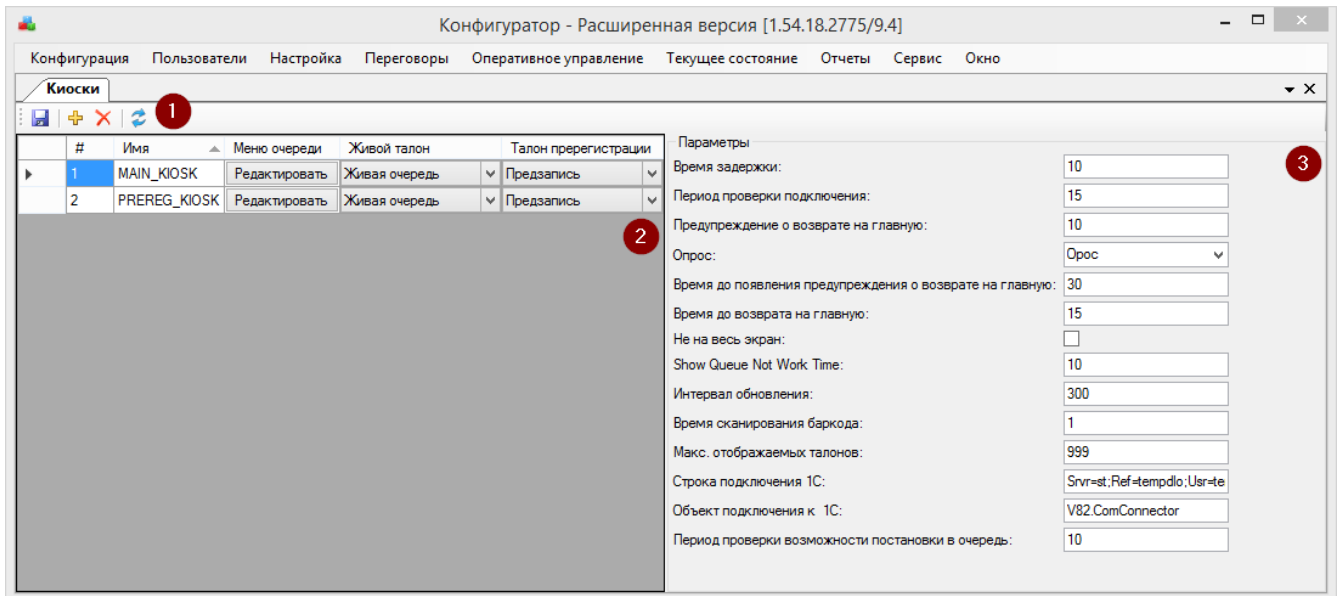 Конфигуратор - Расширенная версия [1.54.18.2775/9.4]
Конфигурация Пользователи Настройка Переговоры Оперативное управление Текущее состояние Отчеты Сервис Окно
Киоски
1
# Имя Меню очереди Живой талон Талон пререгистрации
1 MAIN_KIOSK Редактировать Живая очередь Предзапись
2 PREREG_KIOSK Редактировать Живая очередь Предзапись
2
Параметры
3
Время задержки: 10
Период проверки подключения: 15
Предупреждение о возврате на главную: 10
Опрос: Opoc
Время до появления предупреждения о возврате на главную: 30
Время до возврата на главную: 15
Не на весь экран:
Show Queue Not Work Time: 10
Интервал обновления: 300
Время сканирования баркода: 1
Макс. отображаемых талонов: 999
Строка подключения 1С: Srvr=st;Ref=tempdlo;Usr=te
Объект подключения к 1С: V82.ComConnector
Период проверки возможности постановки в очередь: 10